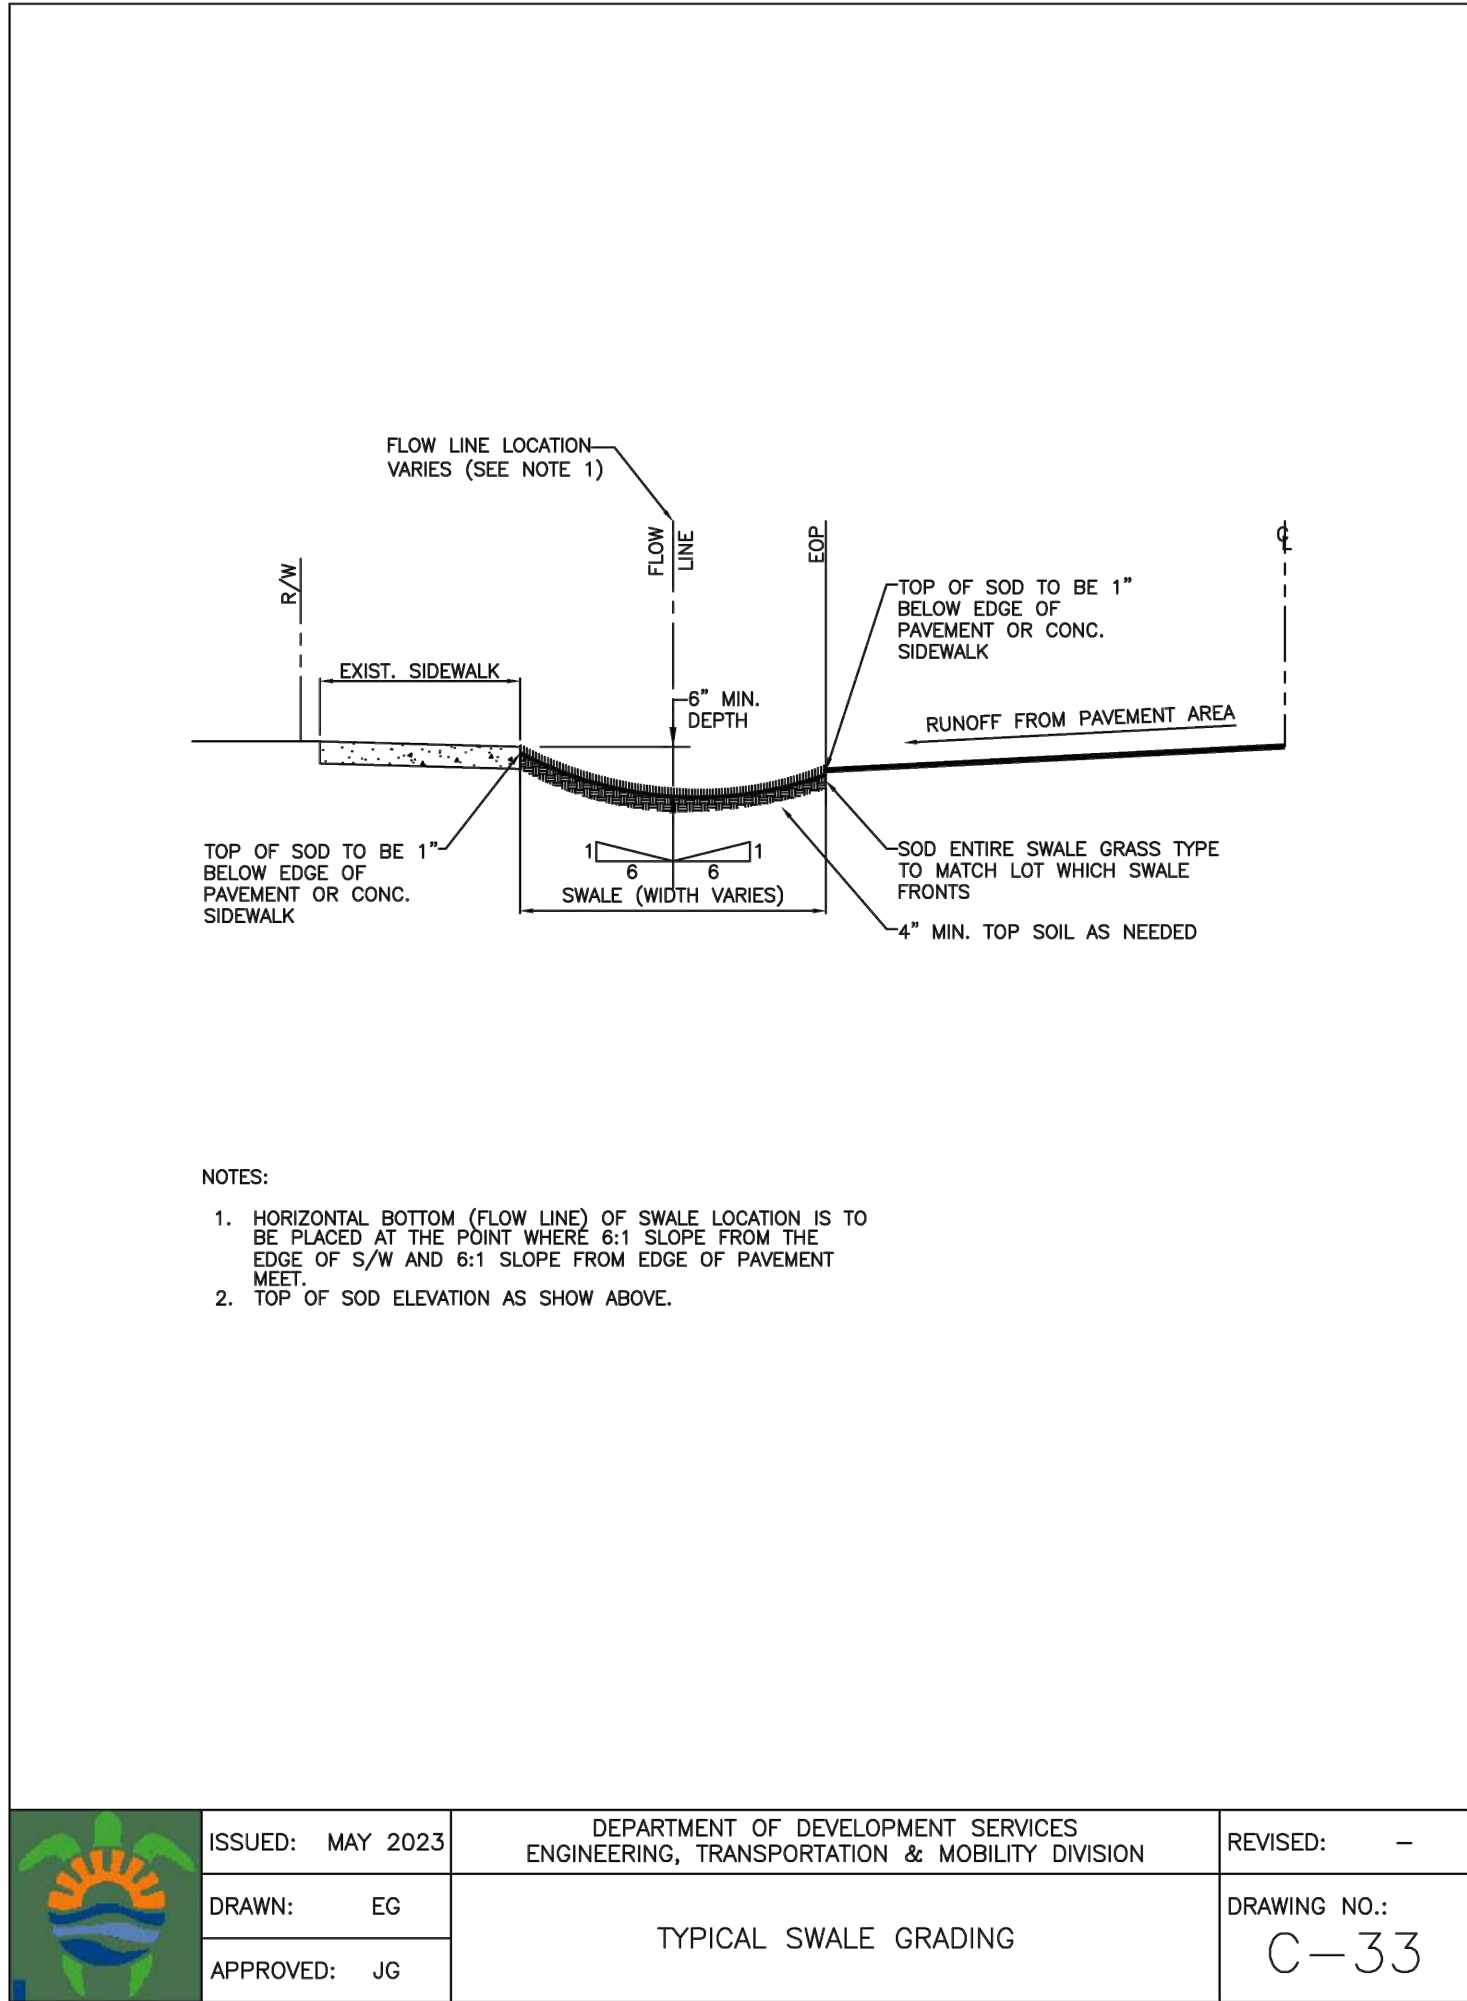 FLOW LINE LOCATION
VARIES (SEE NOTE 1)
R/W
FLOW
LINE
EOP
℄
TOP OF SOD TO BE 1"
BELOW EDGE OF
PAVEMENT OR CONC.
SIDEWALK
EXIST. SIDEWALK
6" MIN.
DEPTH
RUNOFF FROM PAVEMENT AREA
TOP OF SOD TO BE 1"
BELOW EDGE OF
PAVEMENT OR CONC.
SIDEWALK
1 1
6 6
SWALE (WIDTH VARIES)
SOD ENTIRE SWALE GRASS TYPE
TO MATCH LOT WHICH SWALE
FRONTS
4" MIN. TOP SOIL AS NEEDED
NOTES:
1. HORIZONTAL BOTTOM (FLOW LINE) OF SWALE LOCATION IS TO
BE PLACED AT THE POINT WHERE 6:1 SLOPE FROM THE
EDGE OF S/W AND 6:1 SLOPE FROM EDGE OF PAVEMENT
MEET.
2. TOP OF SOD ELEVATION AS SHOW ABOVE.
ISSUED: MAY 2023
DRAWN: EG
APPROVED: JG
DEPARTMENT OF DEVELOPMENT SERVICES
ENGINEERING, TRANSPORTATION & MOBILITY DIVISION
TYPICAL SWALE GRADING
REVISED: –
DRAWING NO.:
C–33